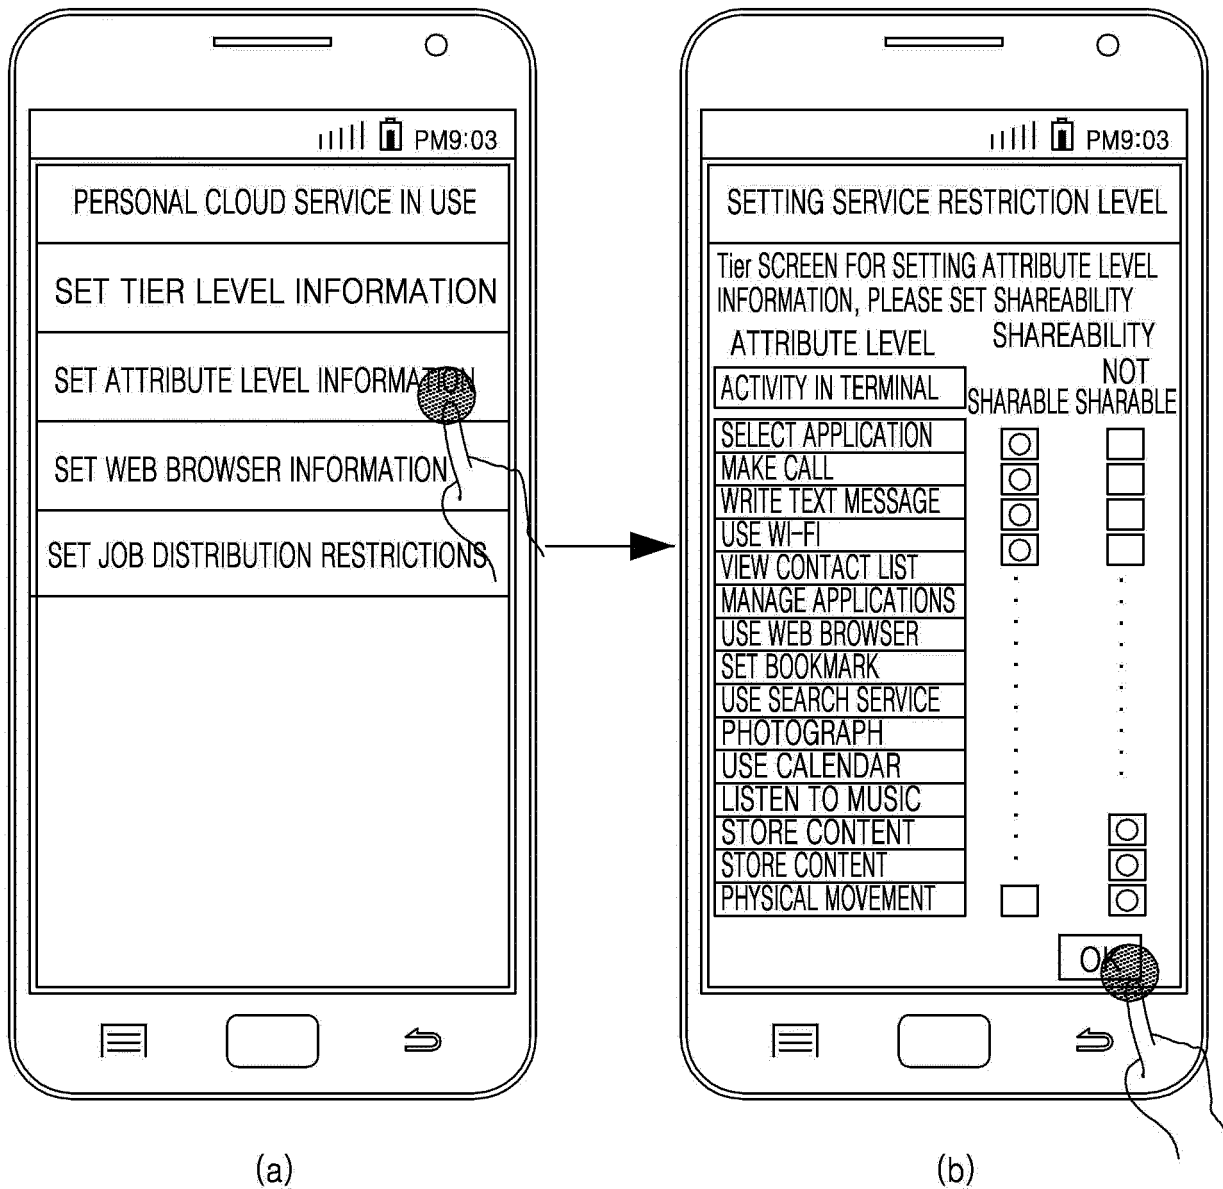 PM9:03
PERSONAL CLOUD SERVICE IN USE
SET TIER LEVEL INFORMATION
SET ATTRIBUTE LEVEL INFORMATION
SET WEB BROWSER INFORMATION
SET JOB DISTRIBUTION RESTRICTIONS
(a)
PM9:03
SETTING SERVICE RESTRICTION LEVEL
Tier SCREEN FOR SETTING ATTRIBUTE LEVEL
INFORMATION, PLEASE SET SHAREABILITY
ATTRIBUTE LEVEL
SHAREABILITY
ACTIVITY IN TERMINAL
SHARABLE
NOT
SHARABLE
SELECT APPLICATION
MAKE CALL
WRITE TEXT MESSAGE
USE WI-FI
VIEW CONTACT LIST
MANAGE APPLICATIONS
USE WEB BROWSER
SET BOOKMARK
USE SEARCH SERVICE
PHOTOGRAPH
USE CALENDAR
LISTEN TO MUSIC
STORE CONTENT
STORE CONTENT
PHYSICAL MOVEMENT
OK
(b)